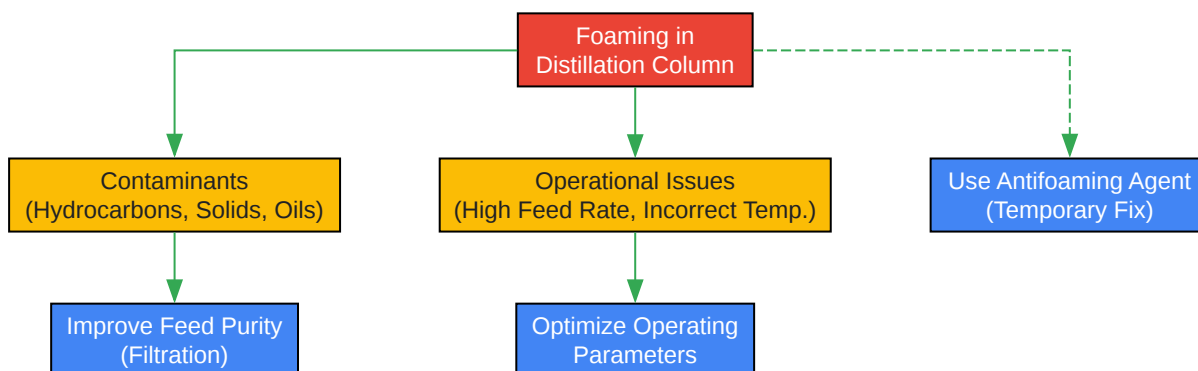 Foaming in
Distillation Column
Contaminants
(Hydrocarbons, Solids, Oils)
Operational Issues
(High Feed Rate, Incorrect Temp.)
Use Antifoaming Agent
(Temporary Fix)
Improve Feed Purity
(Filtration)
Optimize Operating
Parameters